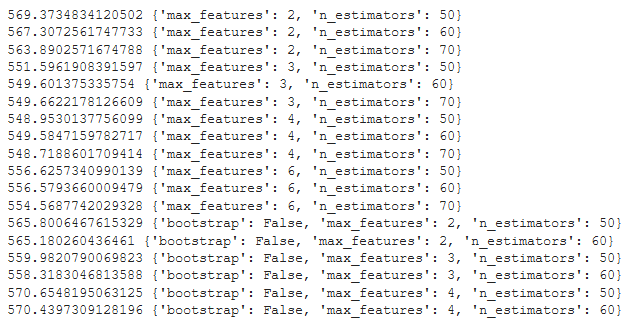 569.3734834120502 {'max_features': 2, 'n_estimators': 50}
567.3072561747733 {'max_features': 2, 'n_estimators': 60}
563.8902571674788 {'max_features': 2, 'n_estimators': 70}
551.5961908391597 {'max_features': 3, 'n_estimators': 50}
549.601375335754 {'max_features': 3, 'n_estimators': 60}
549.6622178126609 {'max_features': 3, 'n_estimators': 70}
548.9530137756099 {'max_features': 4, 'n_estimators': 50}
549.5847159782717 {'max_features': 4, 'n_estimators': 60}
548.7188601709414 {'max_features': 4, 'n_estimators': 70}
556.6257340990139 {'max_features': 6, 'n_estimators': 50}
556.5793660009479 {'max_features': 6, 'n_estimators': 60}
554.5687742029328 {'max_features': 6, 'n_estimators': 70}
565.8006467615329 {'bootstrap': False, 'max_features': 2, 'n_estimators': 50}
565.180260436461 {'bootstrap': False, 'max_features': 2, 'n_estimators': 60}
559.9820790069823 {'bootstrap': False, 'max_features': 3, 'n_estimators': 50}
558.3183046813588 {'bootstrap': False, 'max_features': 3, 'n_estimators': 60}
570.6548195063125 {'bootstrap': False, 'max_features': 4, 'n_estimators': 50}
570.4397309128196 {'bootstrap': False, 'max_features': 4, 'n_estimators': 60}